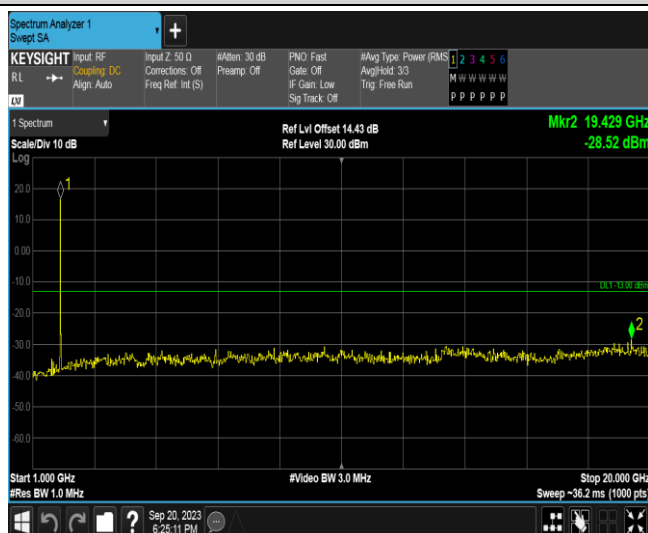 Spectrum Analyzer 1
Swept SA
+
KEYSIGHT
RL
LXI
Input: RF
Coupling: DC
Align: Auto
Input Z: 50 Ω
Corrections: Off
Freq Ref: Int (S)
#Atten: 30 dB
Preamp: Off
PNO: Fast
Gate: Off
IF Gain: Low
Sig Track: Off
#Avg Type: Power (RMS
Avg|Hold: 3/3
Trig: Free Run
1 2 3 4 5 6
M W W W W W
P P P P P P
1 Spectrum
Scale/Div 10 dB
Log
Ref Lvl Offset 14.43 dB
Ref Level 30.00 dBm
Mkr2 19.429 GHz
-28.52 dBm
20.0
10.0
0.00
-10.0
-20.0
-30.0
-40.0
-50.0
-60.0
1
DL1 -13.00 dBm
2
Start 1.000 GHz
#Res BW 1.0 MHz
#Video BW 3.0 MHz
Stop 20.000 GHz
Sweep ~36.2 ms (1000 pts)
?
Sep 20, 2023
6:25:11 PM